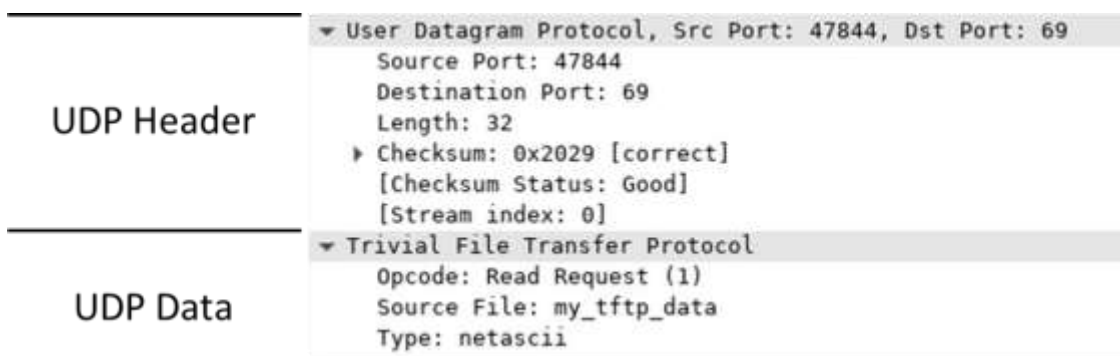 UDP Header
User Datagram Protocol, Src Port: 47844, Dst Port: 69
Source Port: 47844
Destination Port: 69
Length: 32
Checksum: 0x2029 [correct]
[Checksum Status: Good]
[Stream index: 0]
UDP Data
Trivial File Transfer Protocol
Opcode: Read Request (1)
Source File: my_tftp_data
Type: netascii